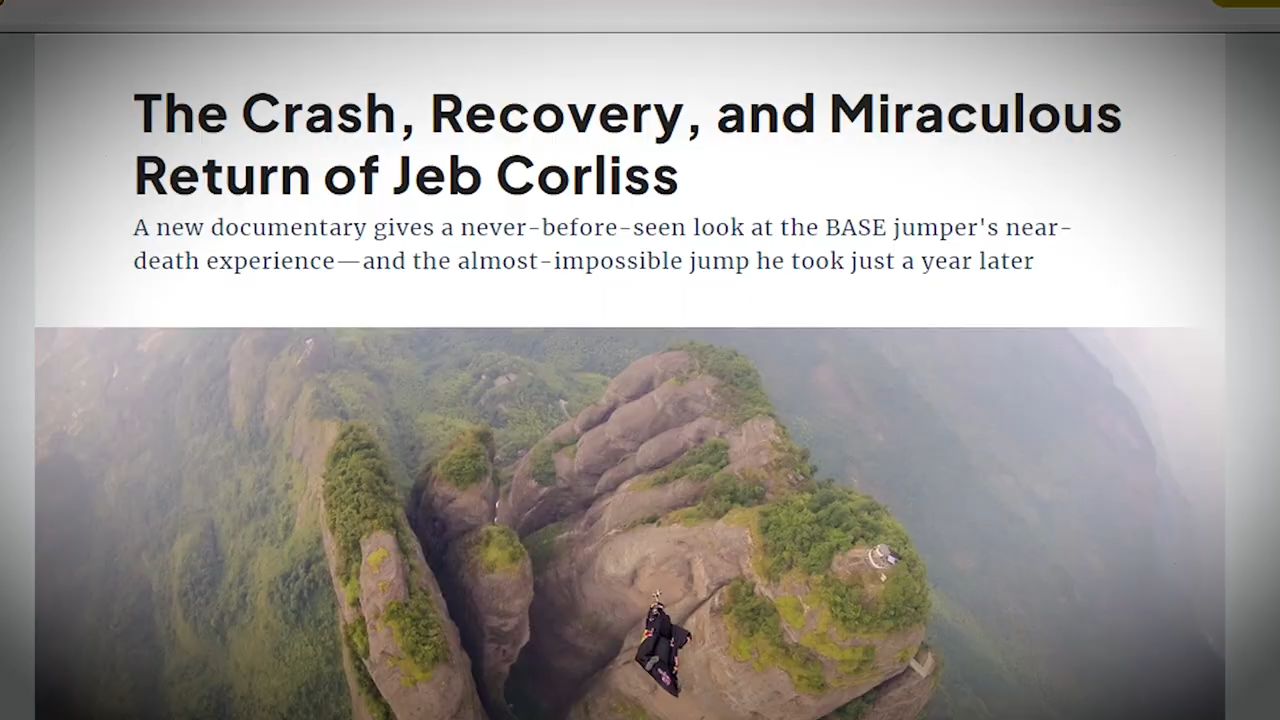 The Crash, Recovery, and Miraculous
Return of Jeb Corliss
A new documentary gives a never-before-seen look at the BASE jumper's near-
death experience—and the almost-impossible jump he took just a year later